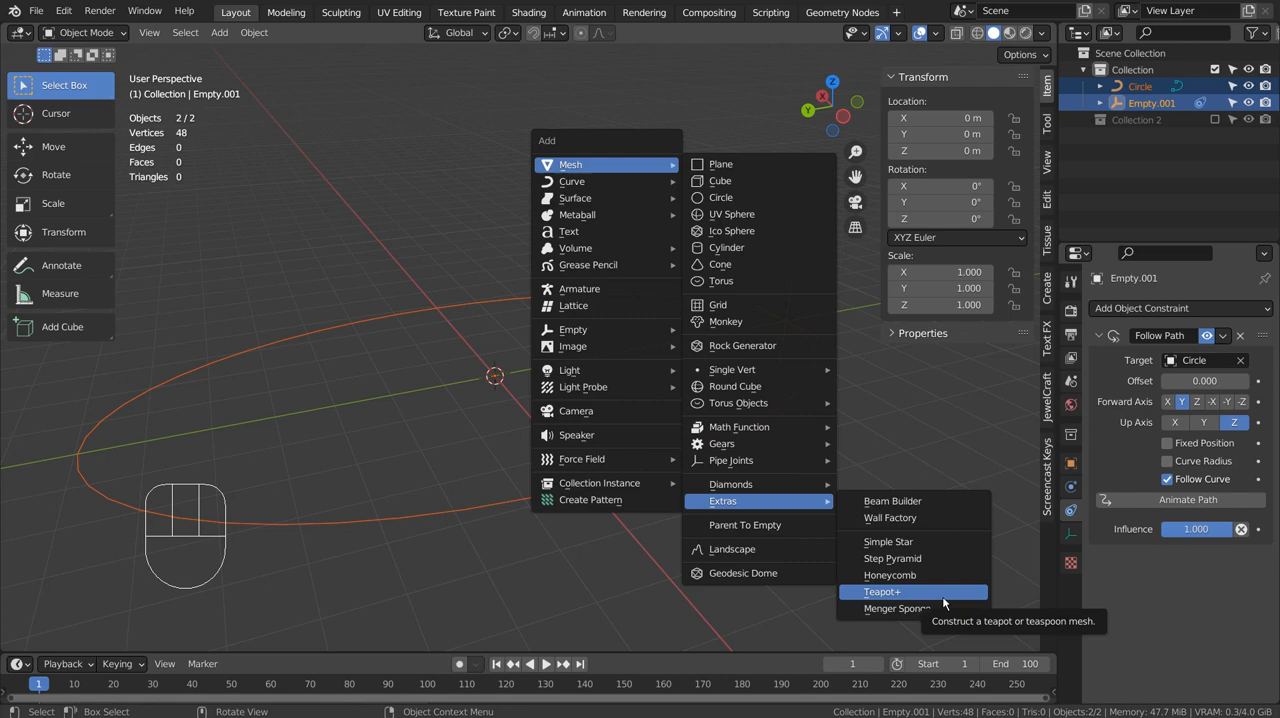 File Edit Render Window Help
Layout Modeling Sculpting UV Editing Texture Paint Shading Animation Rendering Compositing Scripting Geometry Nodes +
Scene
View Layer
Object Mode View Select Add Object
Global
Options
Select Box
Cursor
Move
Rotate
Scale
Transform
Annotate
Measure
Add Cube
User Perspective
(1) Collection | Empty.001
Objects 2 / 2
Vertices 48
Edges 0
Faces 0
Triangles 0
Add
Mesh
Curve
Surface
Metaball
Text
Volume
Grease Pencil
Armature
Lattice
Empty
Image
Light
Light Probe
Camera
Speaker
Force Field
Collection Instance
Create Pattern
Plane
Cube
Circle
UV Sphere
Ico Sphere
Cylinder
Cone
Torus
Grid
Monkey
Rock Generator
Single Vert
Round Cube
Torus Objects
Math Function
Gears
Pipe Joints
Diamonds
Extras
Parent To Empty
Landscape
Geodesic Dome
Beam Builder
Wall Factory
Simple Star
Step Pyramid
Honeycomb
Teapot+
Menger Sponge
Construct a teapot or teaspoon mesh.
Z
X
Y
Transform
Location:
X 0 m
Y 0 m
Z 0 m
Rotation:
X 0°
Y 0°
Z 0°
XYZ Euler
Scale:
X 1.000
Y 1.000
Z 1.000
Properties
Item
Tool
View
Edit
Tissue
Create
Text FX
JewelCraft
Screencast Keys
Scene Collection
Collection
Circle
Empty.001
Collection 2
Empty.001
Add Object Constraint
Follow Path
Target Circle
Offset 0.000
Forward Axis X Y Z -X -Y -Z
Up Axis X Y Z
Fixed Position
Curve Radius
Follow Curve
Animate Path
Influence 1.000
Playback Keying View Marker
1 Start 1 End 100
1 10 20 30 40 50 60 70 80 90 100 110 120 130 140 150 160 170 180 190 200 210 220 230 240 250
Select Box Select Rotate View Object Context Menu
Collection | Empty.001 | Verts:48 | Faces:0 | Tris:0 | Objects:2/2 | Memory: 47.7 MiB | VRAM: 0.3/4.0 GiB